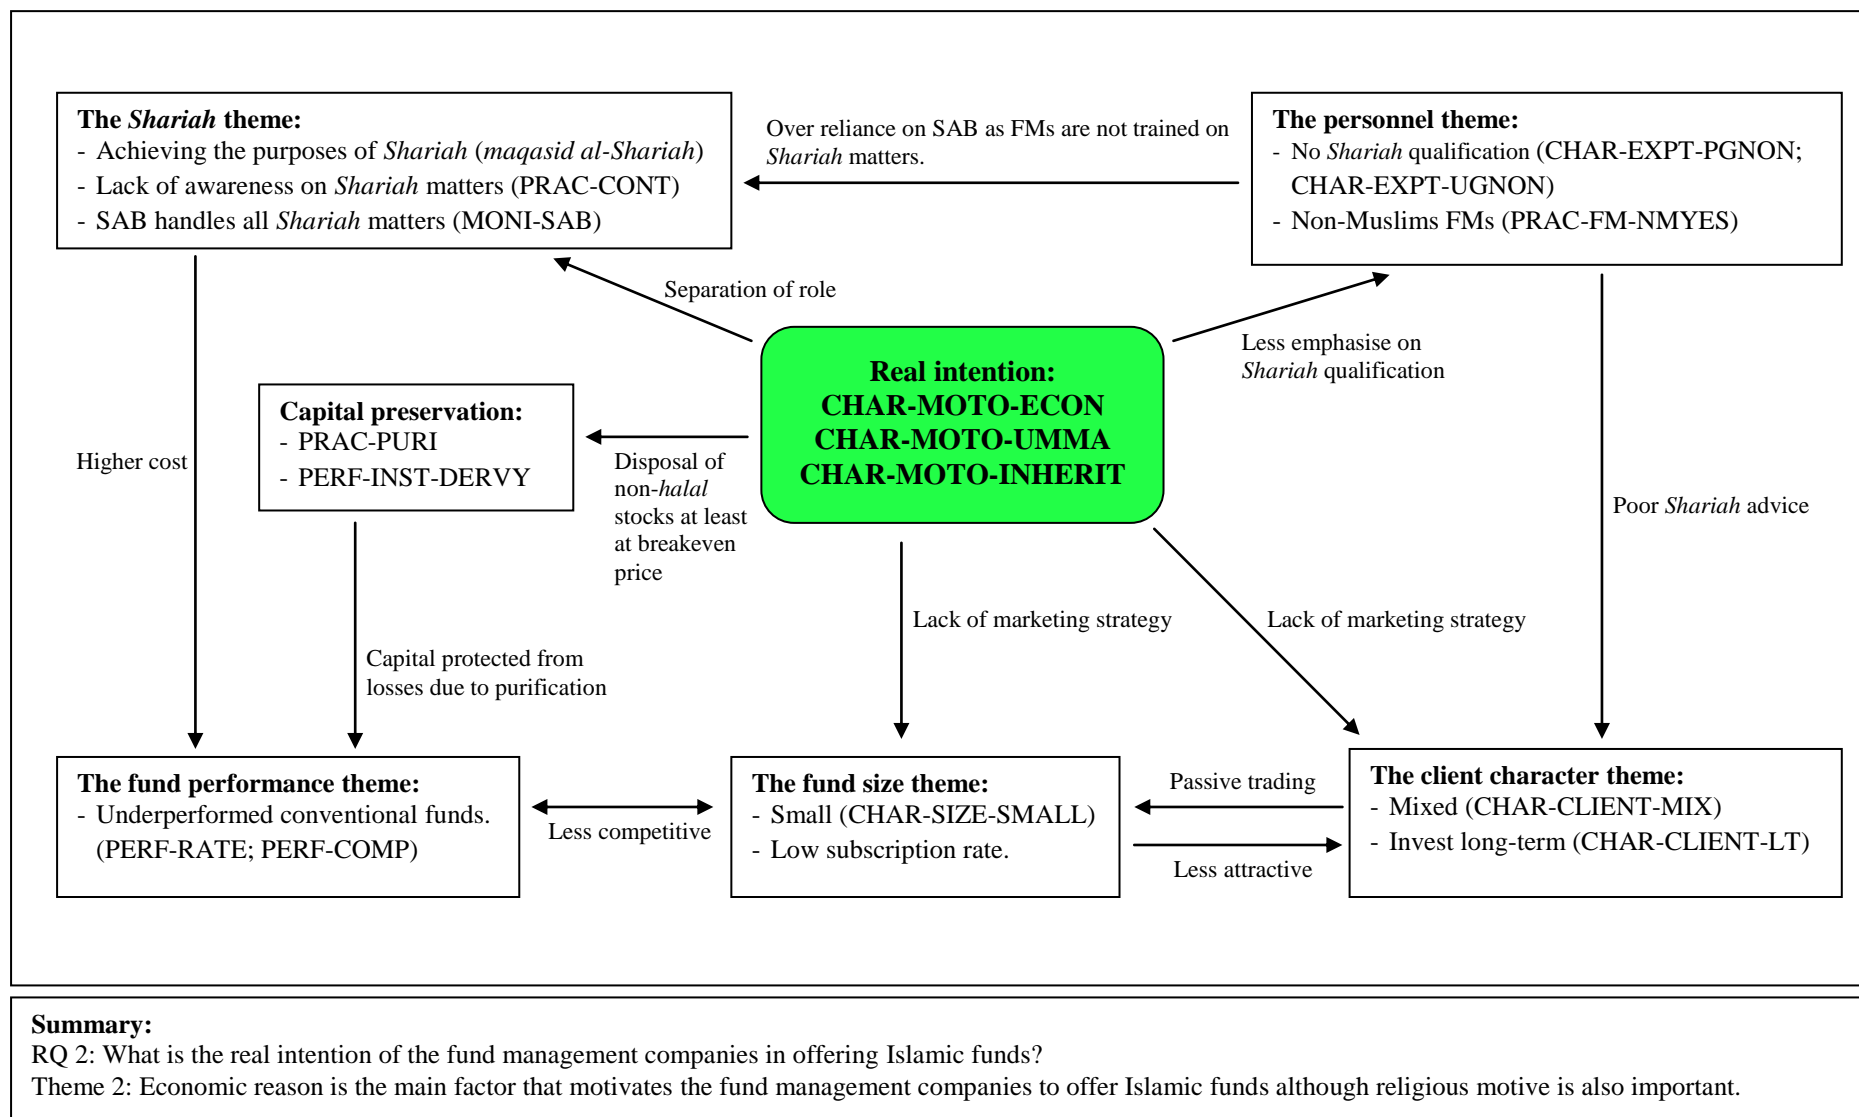 The Shariah theme:
- Achieving the purposes of Shariah (maqasid al-Shariah)
- Lack of awareness on Shariah matters (PRAC-CONT)
- SAB handles all Shariah matters (MONI-SAB)
Over reliance on SAB as FMs are not trained on
Shariah matters.
The personnel theme:
- No Shariah qualification (CHAR-EXPT-PGNON;
CHAR-EXPT-UGNON)
- Non-Muslims FMs (PRAC-FM-NMYES)
Separation of role
Less emphasise on
Shariah qualification
Real intention:
CHAR-MOTO-ECON
CHAR-MOTO-UMMA
CHAR-MOTO-INHERIT
Capital preservation:
- PRAC-PURI
- PERF-INST-DERVY
Higher cost
Disposal of
non-halal
stocks at least
at breakeven
price
Poor Shariah advice
Lack of marketing strategy
Lack of marketing strategy
Capital protected from
losses due to purification
The fund performance theme:
- Underperformed conventional funds.
(PERF-RATE; PERF-COMP)
Less competitive
The fund size theme:
- Small (CHAR-SIZE-SMALL)
- Low subscription rate.
Passive trading
Less attractive
The client character theme:
- Mixed (CHAR-CLIENT-MIX)
- Invest long-term (CHAR-CLIENT-LT)
Summary:
RQ 2: What is the real intention of the fund management companies in offering Islamic funds?
Theme 2: Economic reason is the main factor that motivates the fund management companies to offer Islamic funds although religious motive is also important.